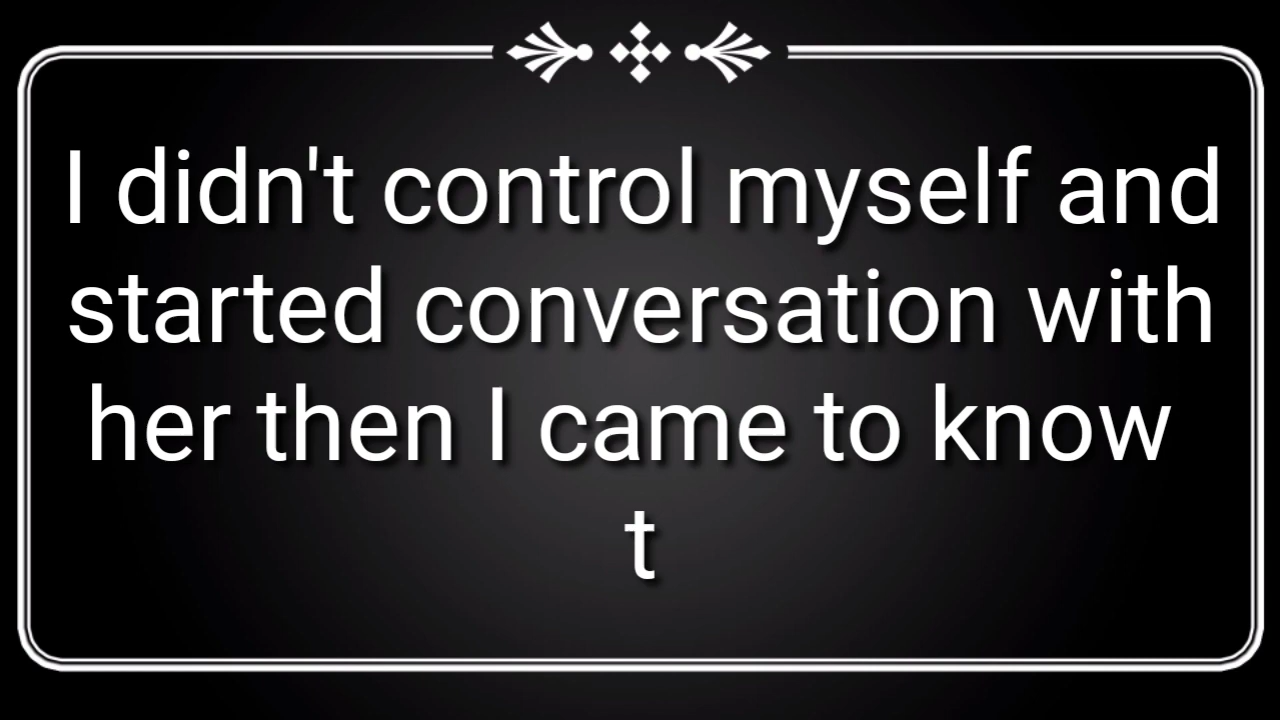 I didn't control myself and
started conversation with
her then I came to know
t